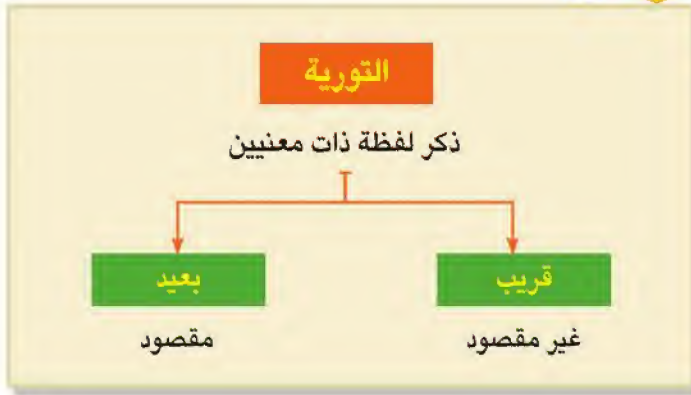 التورية
ذكر لفظة ذات معنيين
قريب
بعيد
غير مقصود
مقصود